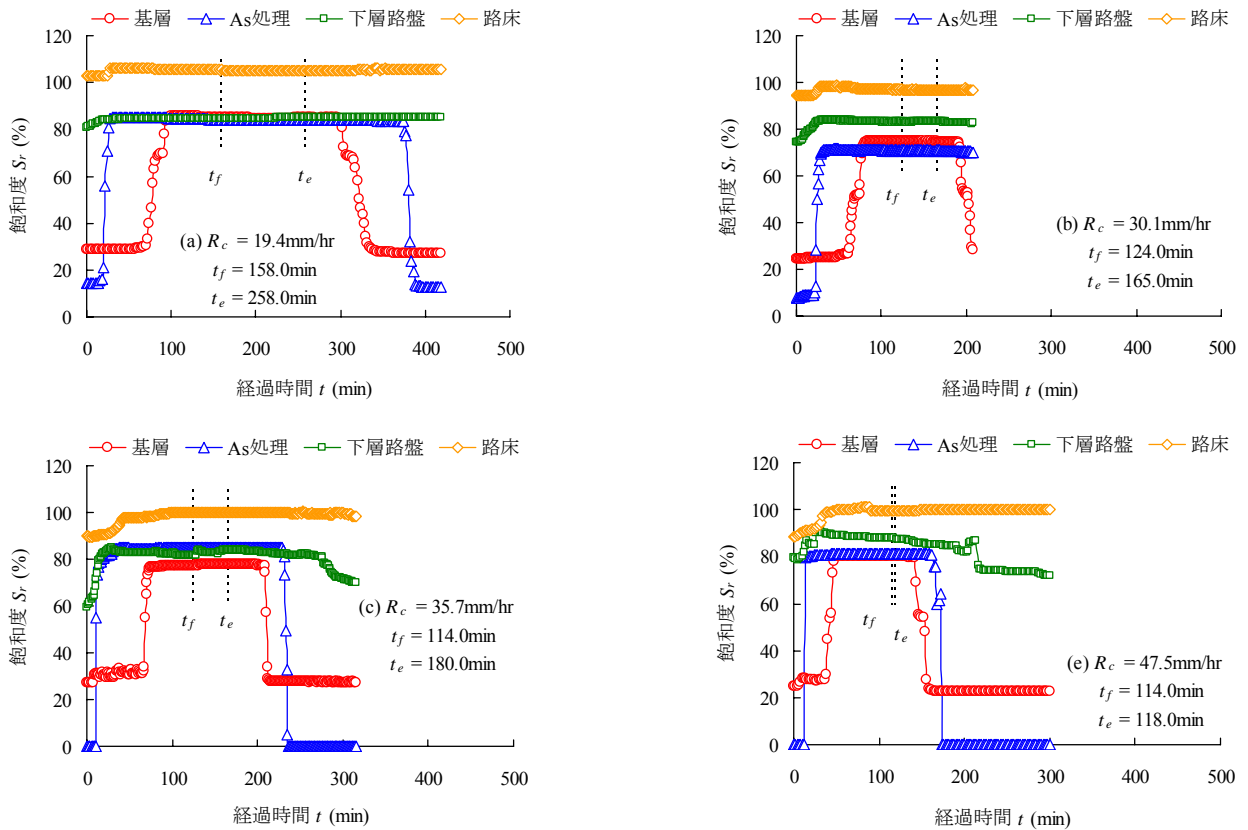 基層 As処理 下層路盤 路床
120
100
80
60
40
20
0
飽和度 Sr (%)
tf
te
(a) Rc = 19.4mm/hr
tf = 158.0min
te = 258.0min
0 100 200 300 400 500
経過時間 t (min)
基層 As処理 下層路盤 路床
120
100
80
60
40
20
0
飽和度 Sr (%)
tf
te
(b) Rc = 30.1mm/hr
tf = 124.0min
te = 165.0min
0 100 200 300 400 500
経過時間 t (min)
基層 As処理 下層路盤 路床
120
100
80
60
40
20
0
飽和度 Sr (%)
tf
te
(c) Rc = 35.7mm/hr
tf = 114.0min
te = 180.0min
0 100 200 300 400 500
経過時間 t (min)
基層 As処理 下層路盤 路床
120
100
80
60
40
20
0
飽和度 Sr (%)
tf
te
(e) Rc = 47.5mm/hr
tf = 114.0min
te = 118.0min
0 100 200 300 400 500
経過時間 t (min)